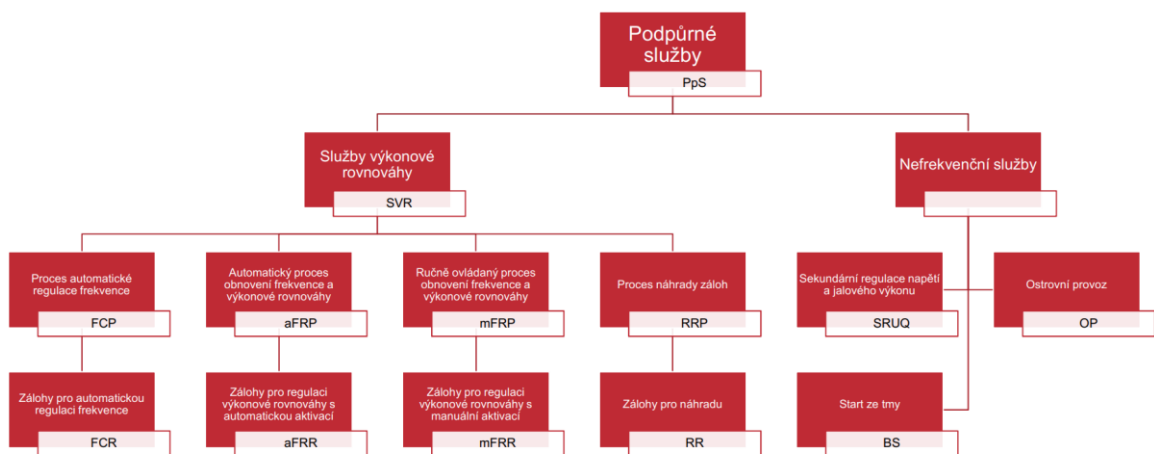 Podpůrné
služby
PpS
Služby výkonové
rovnováhy
SVR
Nefrekvenční služby
Proces automatické
regulace frekvence
FCP
Automatický proces
obnovení frekvence a
výkonové rovnováhy
aFRP
Ručně ovládaný proces
obnovení frekvence a
výkonové rovnováhy
mFRP
Proces náhrady záloh
RRP
Sekundární regulace napětí
a jalového výkonu
SRUQ
Ostrovní provoz
OP
Zálohy pro automatickou
regulaci frekvence
FCR
Zálohy pro regulaci
výkonové rovnováhy s
automatickou aktivací
aFRR
Zálohy pro regulaci
výkonové rovnováhy s
manuální aktivací
mFRR
Zálohy pro náhradu
RR
Start ze tmy
BS